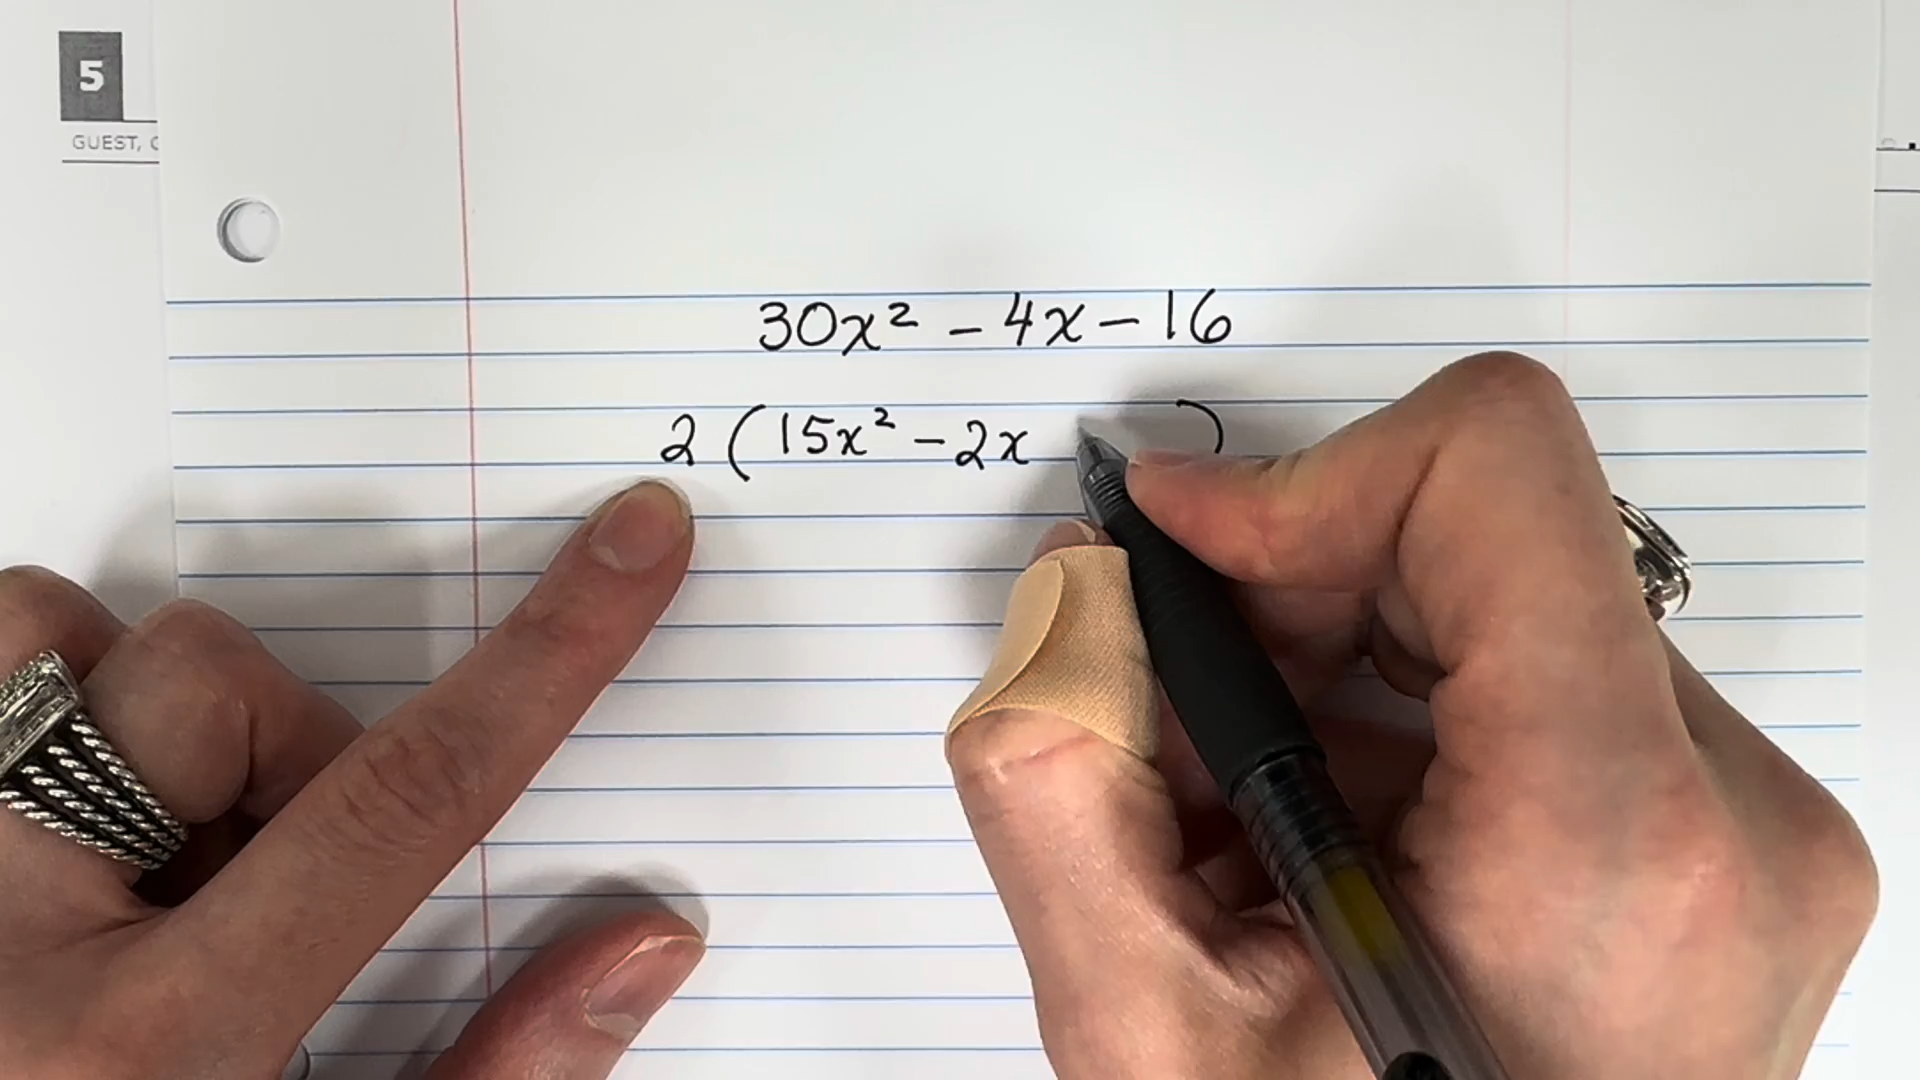 5
GUEST,
30x² - 4x - 16
2 ( 15x² - 2x )